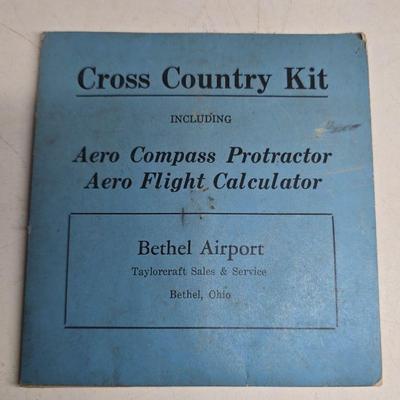 Cross Country Kit
INCLUDING
Aero Compass Protractor
Aero Flight Calculator
Bethel Airport
Taylorcraft Sales & Service
Bethel, Ohio